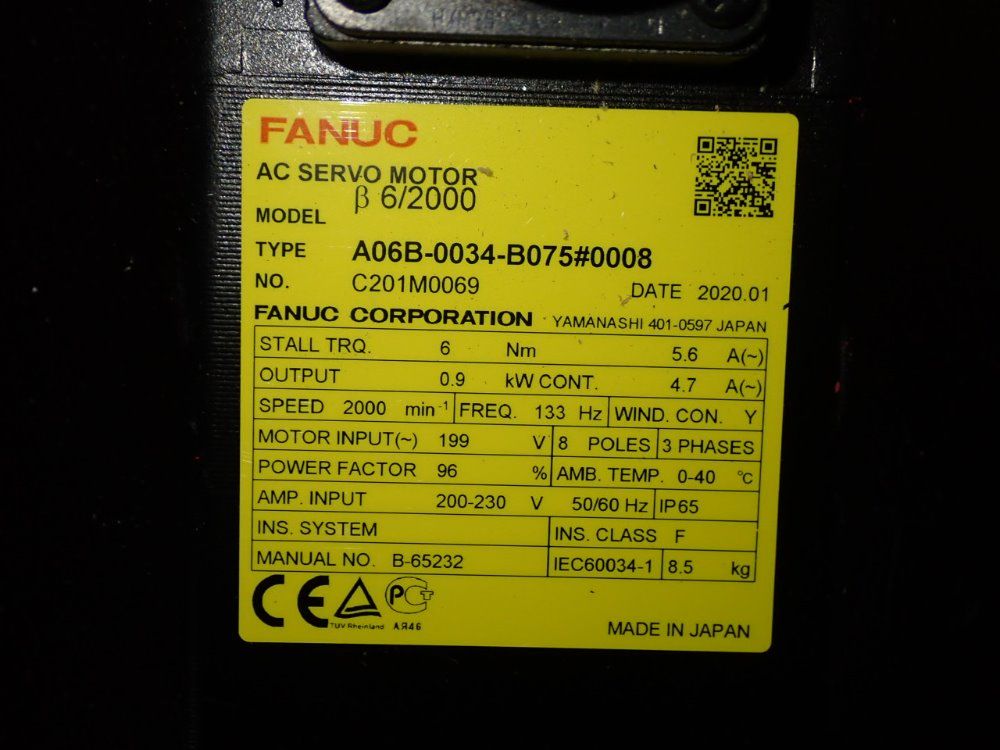 FANUC
AC SERVO MOTOR
MODEL β 6/2000
TYPE A06B-0034-B075#0008
NO. C201M0069 DATE 2020.01
FANUC CORPORATION YAMANASHI 401-0597 JAPAN
STALL TRQ. 6 Nm 5.6 A(~)
OUTPUT 0.9 kW CONT. 4.7 A(~)
SPEED 2000 min⁻¹ FREQ. 133 Hz WIND. CON. Y
MOTOR INPUT(~) 199 V 8 POLES 3 PHASES
POWER FACTOR 96 % AMB. TEMP. 0-40 °C
AMP. INPUT 200-230 V 50/60 Hz IP65
INS. SYSTEM INS. CLASS F
MANUAL NO. B-65232 IEC60034-1 8.5 kg
CE TÜV Rheinland РСТ АЯ46
MADE IN JAPAN